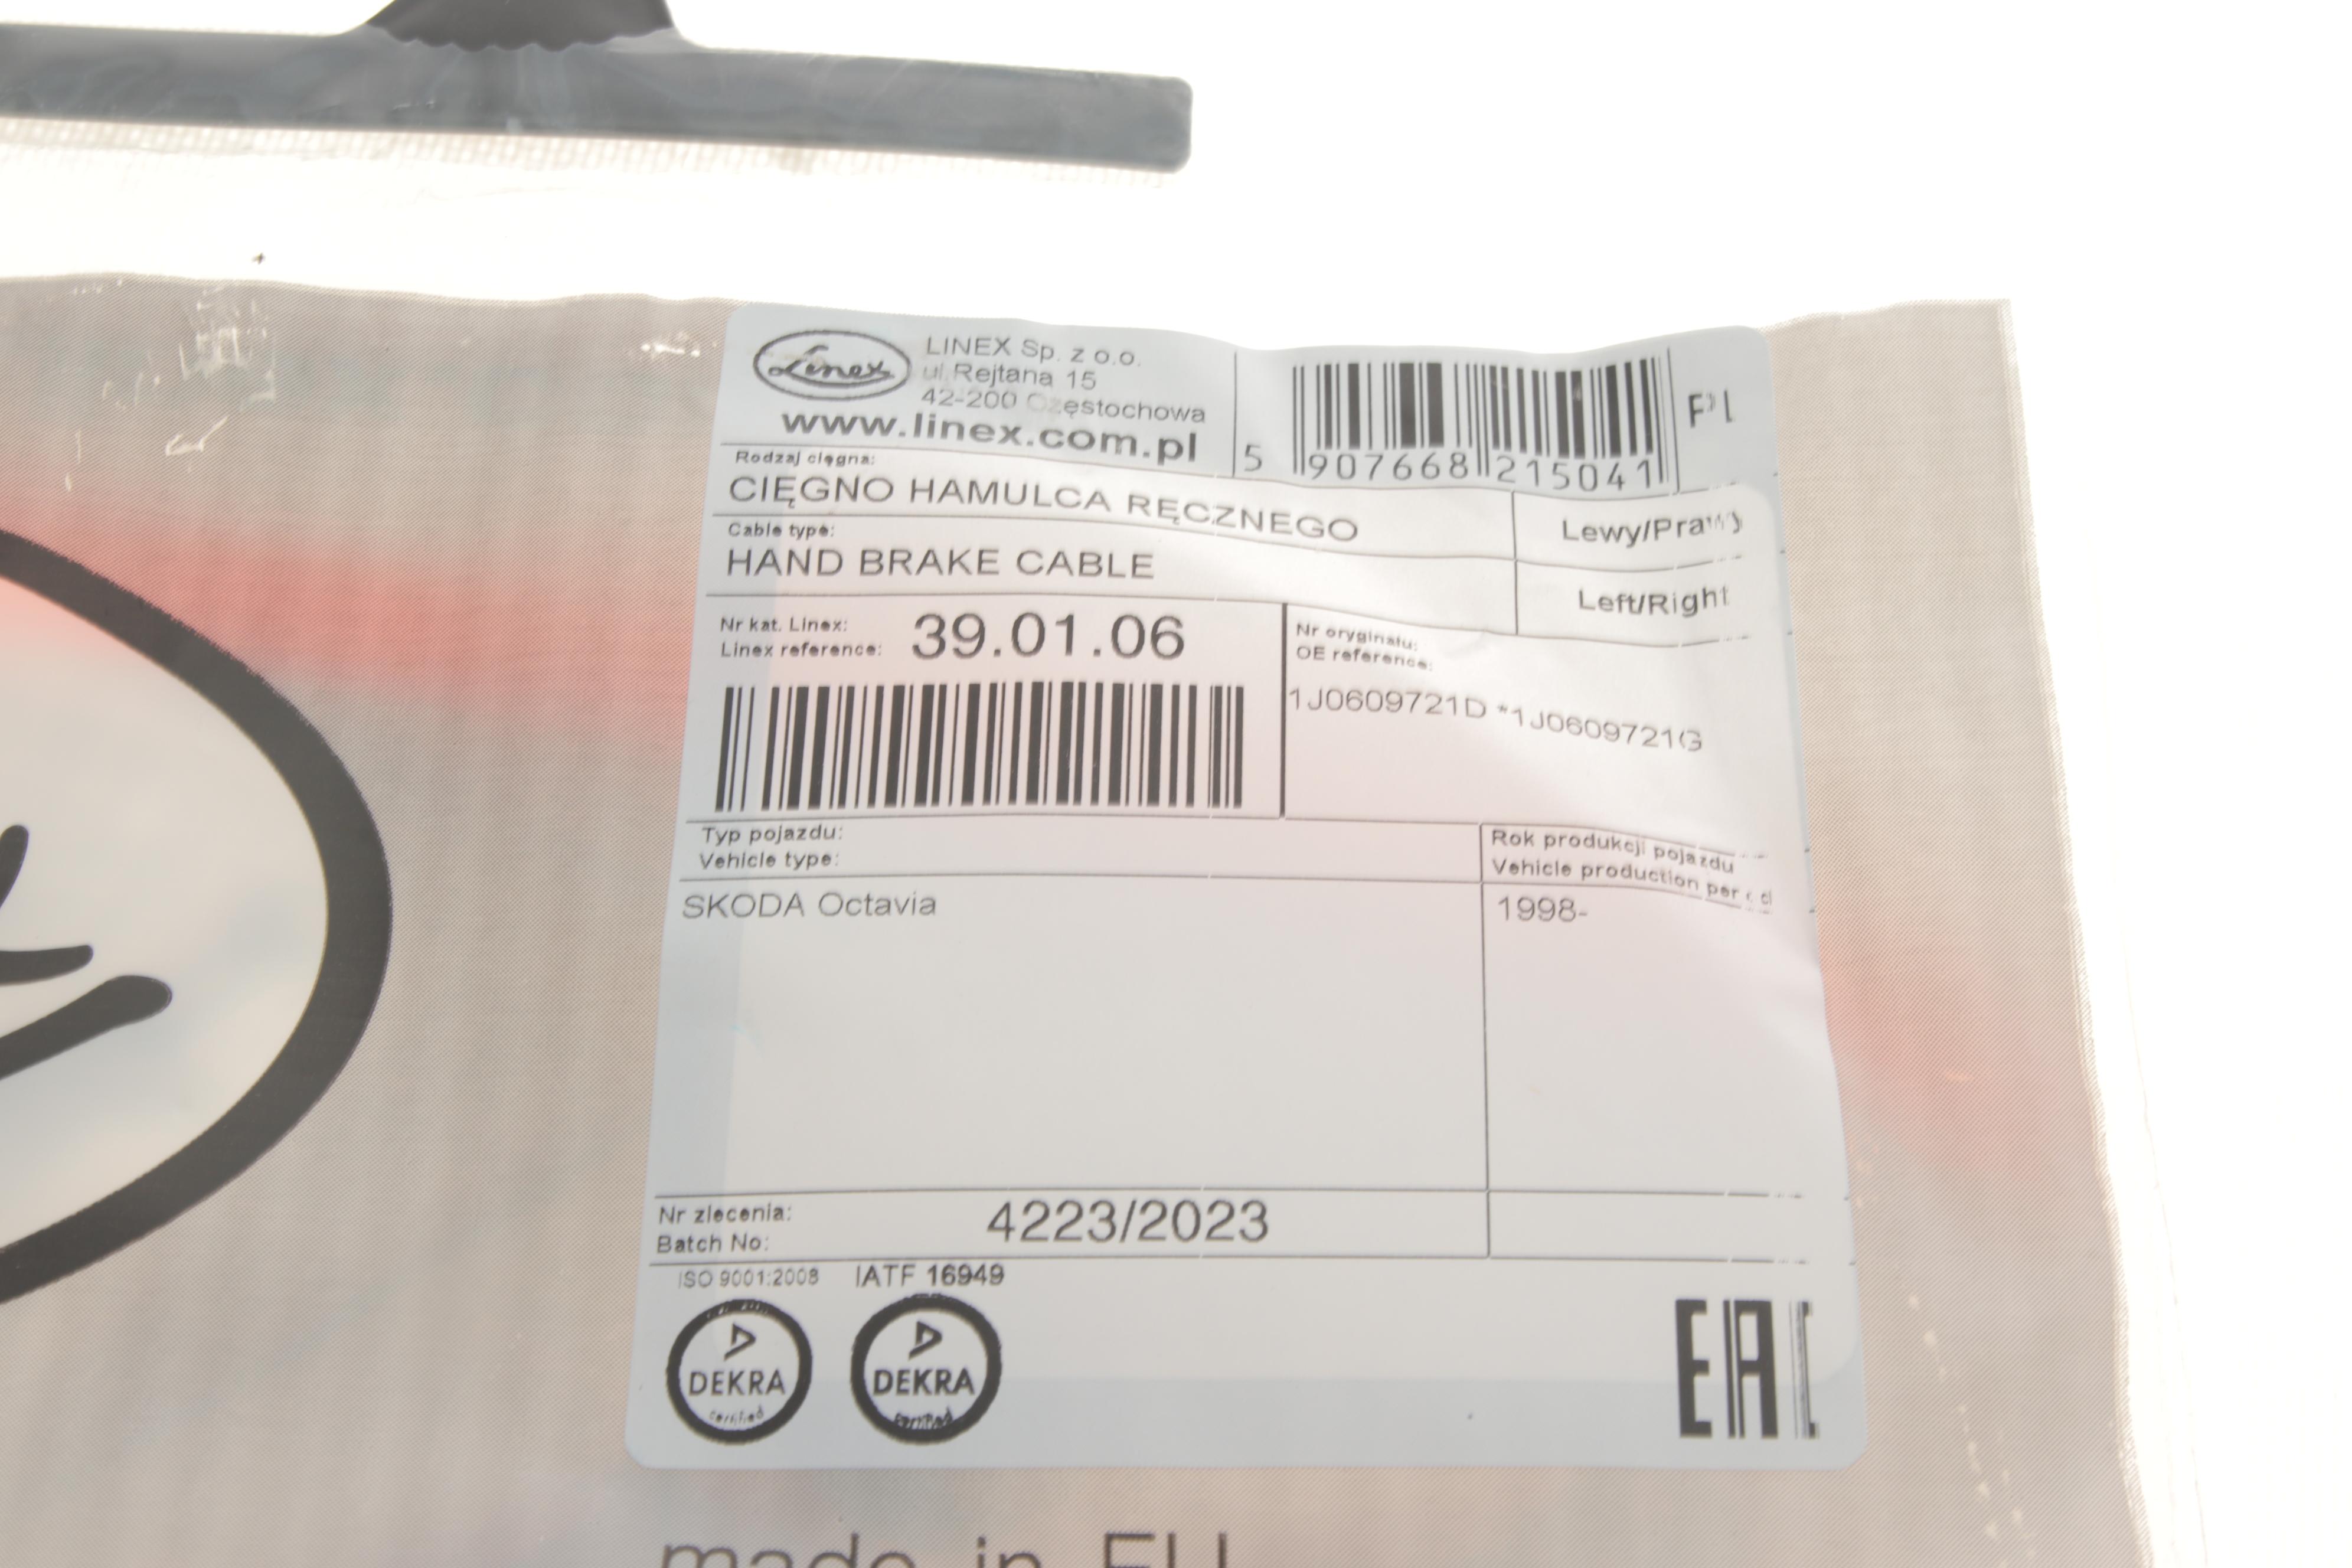 Linex
LINEX Sp. z o.o.
ul. Rejtana 15
42-200 Częstochowa
www.linex.com.pl
5 907668 215041
Rodzaj cięgna:
CIĘGNO HAMULCA RĘCZNEGO
Lewy/Prawy
Cable type:
HAND BRAKE CABLE
Left/Right
Nr kat. Linex:
Linex reference:
39.01.06
Nr oryginału:
OE reference:
1J0609721D *1J0609721G
Typ pojazdu:
Vehicle type:
Rok produkcji pojazdu
Vehicle production
SKODA Octavia
1998-
Nr zlecenia:
Batch No:
4223/2023
ISO 9001:2008
IATF 16949
DEKRA
certified
DEKRA
certified
EAC
made in EU